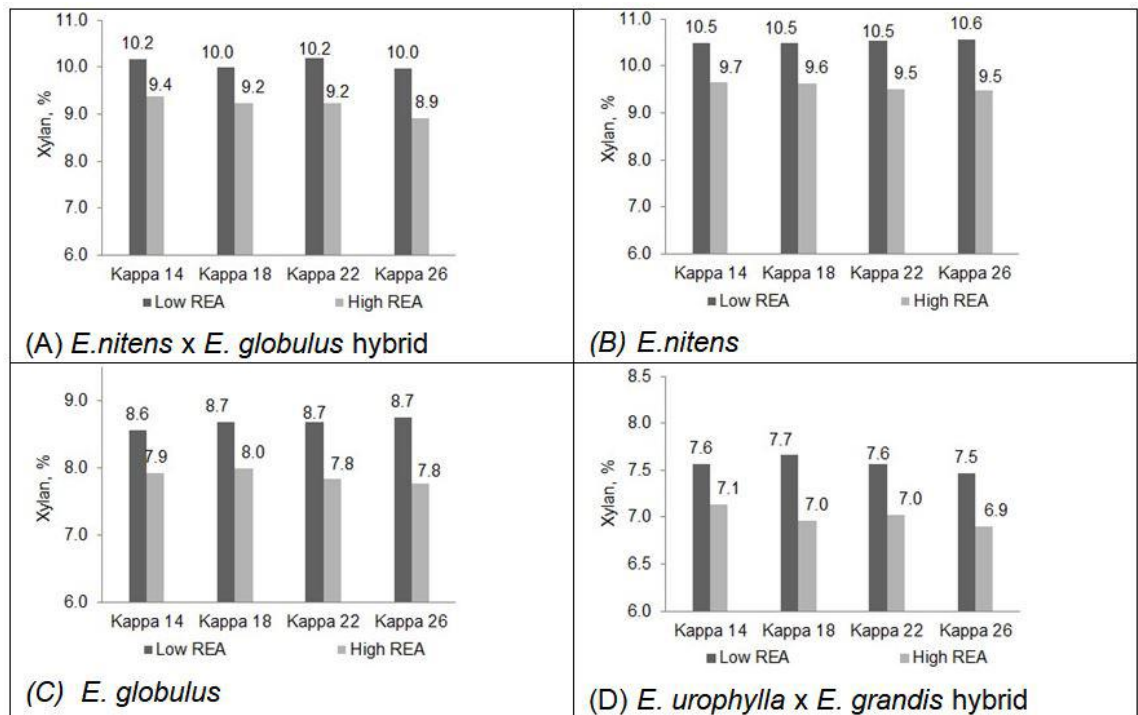 11.0
10.0
9.0
8.0
7.0
6.0
Xylan, %
10.2 9.4 10.0 9.2 10.2 9.2 10.0 8.9
Kappa 14 Kappa 18 Kappa 22 Kappa 26
Low REA High REA
(A) E.nitens x E. globulus hybrid
11.0
10.0
9.0
8.0
7.0
6.0
Xylan, %
10.5 9.7 10.5 9.6 10.5 9.5 10.6 9.5
Kappa 14 Kappa 18 Kappa 22 Kappa 26
Low REA High REA
(B) E.nitens
9.0
8.0
7.0
6.0
Xylan, %
8.6 7.9 8.7 8.0 8.7 7.8 8.7 7.8
Kappa 14 Kappa 18 Kappa 22 Kappa 26
Low REA High REA
(C) E. globulus
8.5
8.0
7.5
7.0
6.5
6.0
Xylan, %
7.6 7.1 7.7 7.0 7.6 7.0 7.5 6.9
Kappa 14 Kappa 18 Kappa 22 Kappa 26
Low REA High REA
(D) E. urophylla x E. grandis hybrid